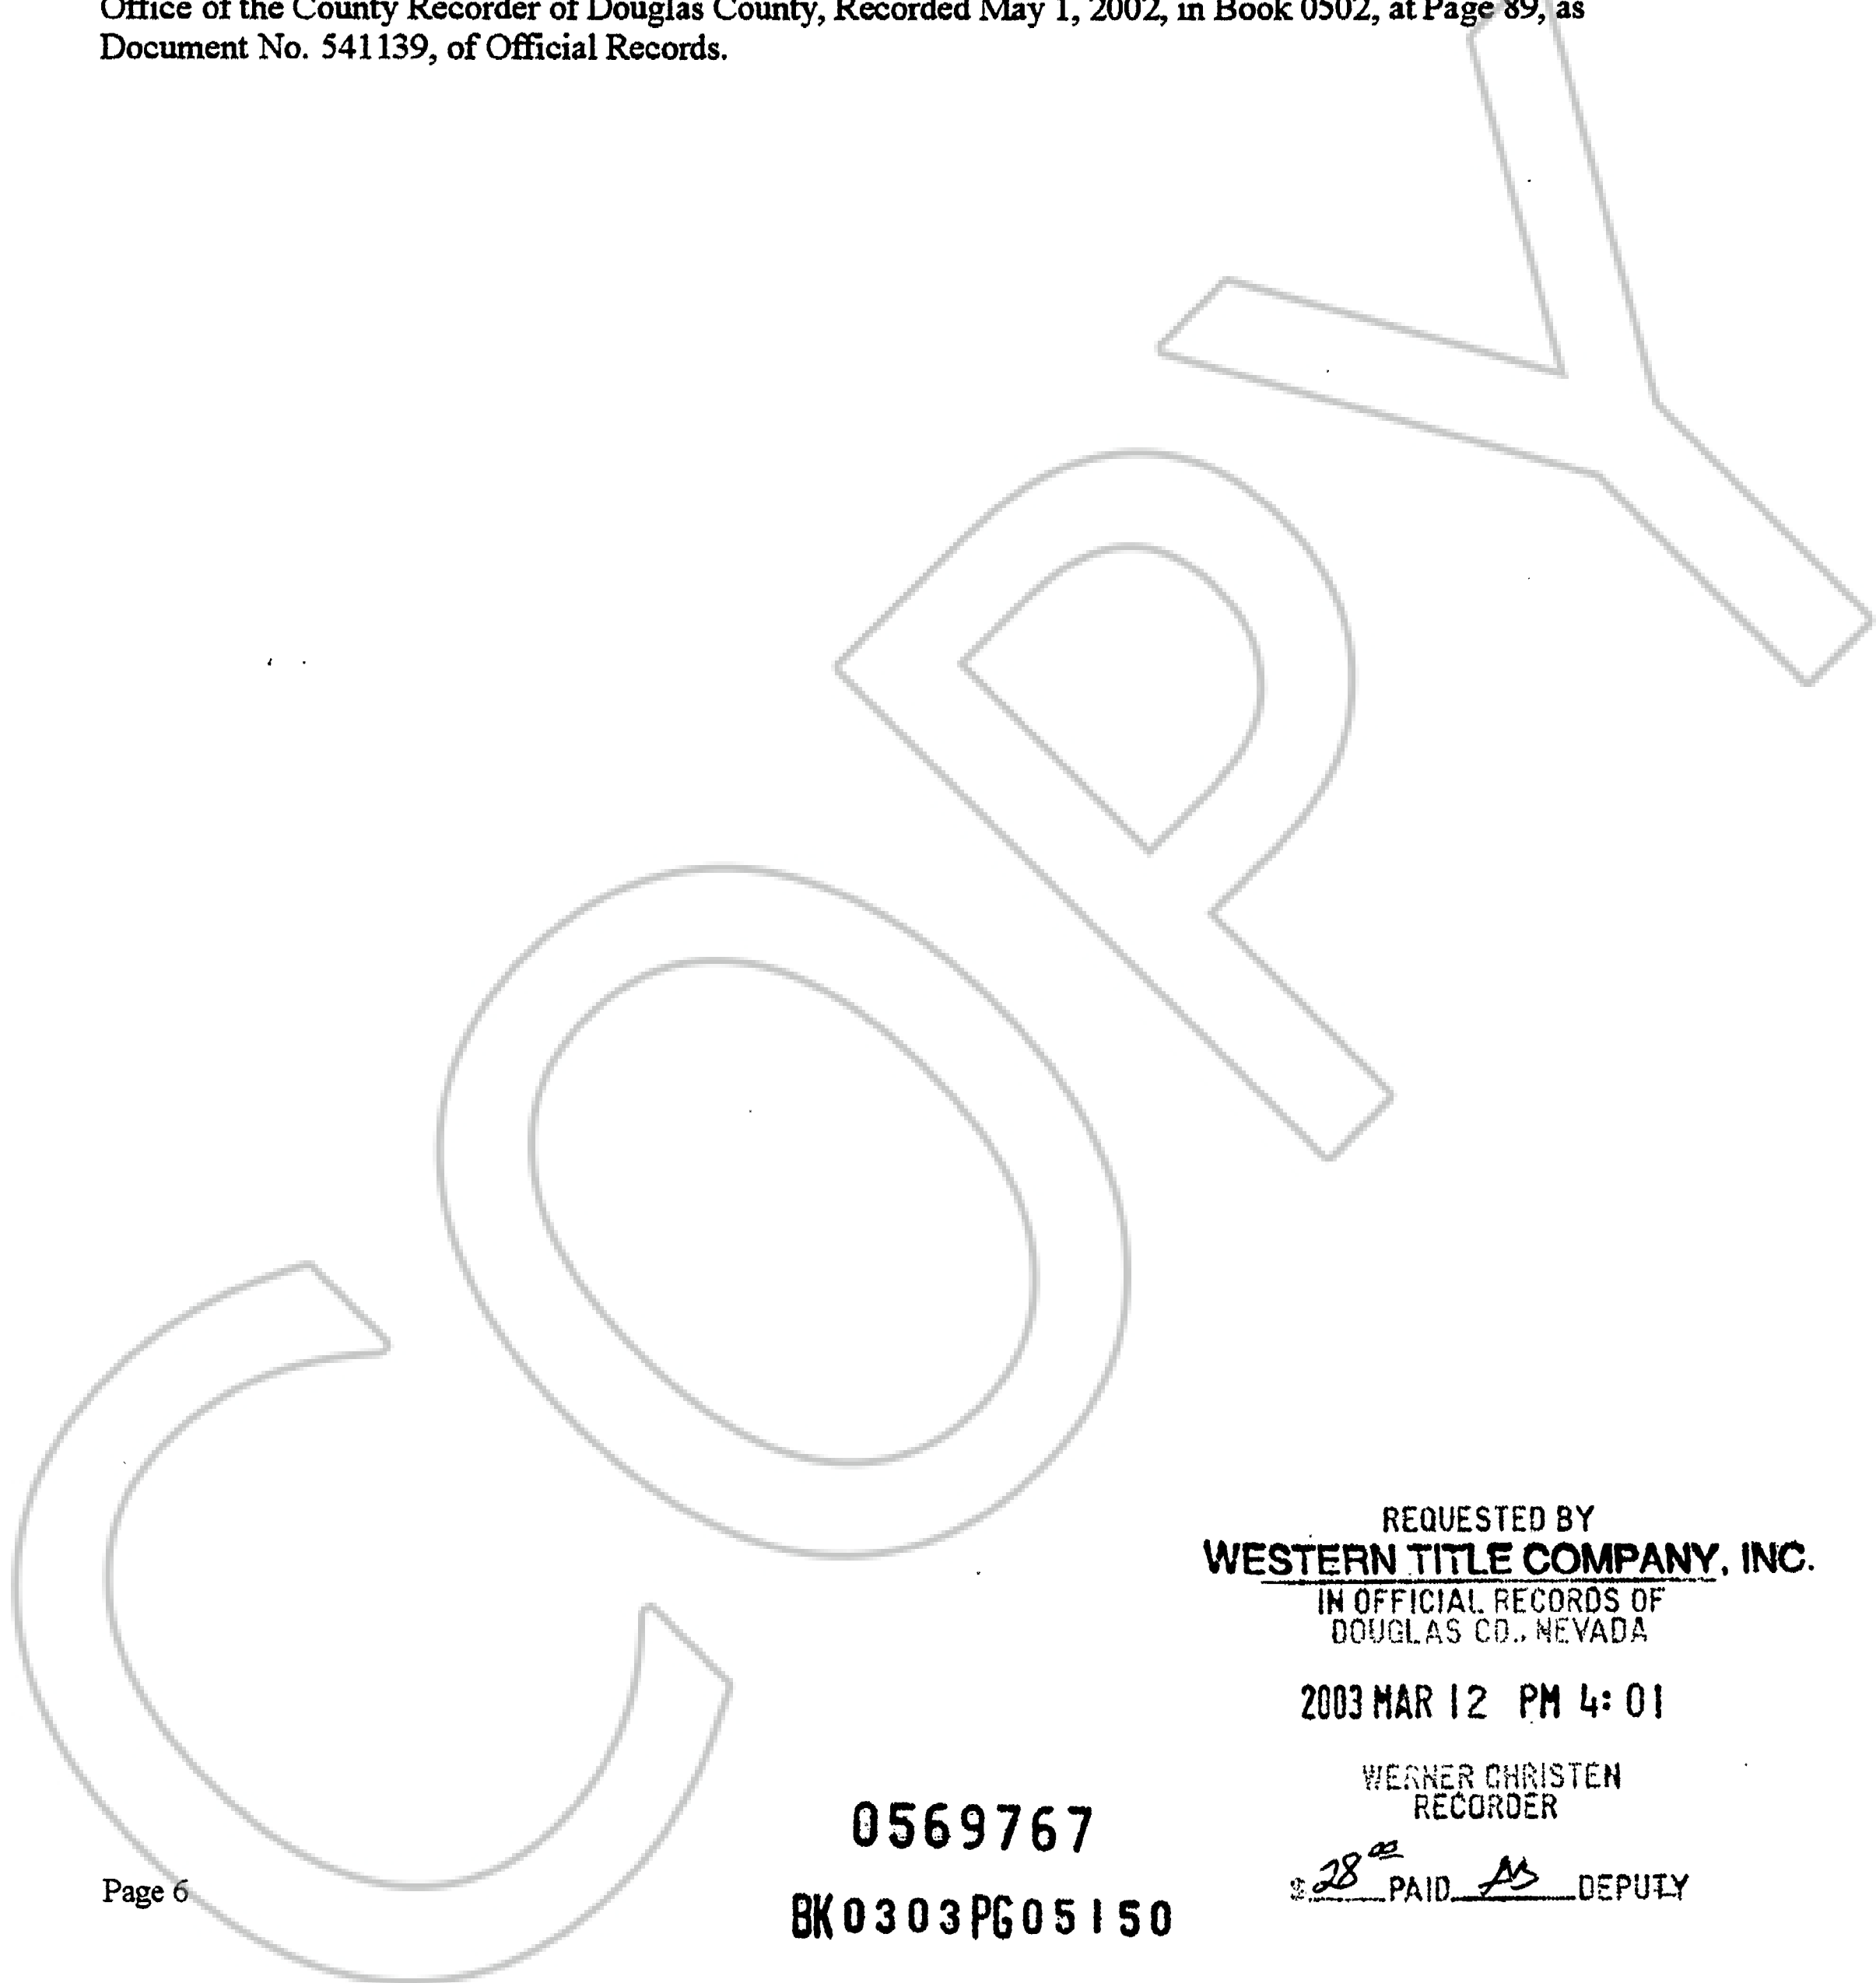 Office of the County Recorder of Douglas County, Recorded May 1, 2002, in Book 0502, at Page 89, as
Document No. 541139, of Official Records.
COPY
REQUESTED BY
WESTERN TITLE COMPANY, INC.
IN OFFICIAL RECORDS OF
DOUGLAS CO., NEVADA
2003 MAR 12 PM 4:01
WERNER CHRISTEN
RECORDER
$ 28 00 PAID DEPUTY
0569767
BK0303PG05150
Page 6